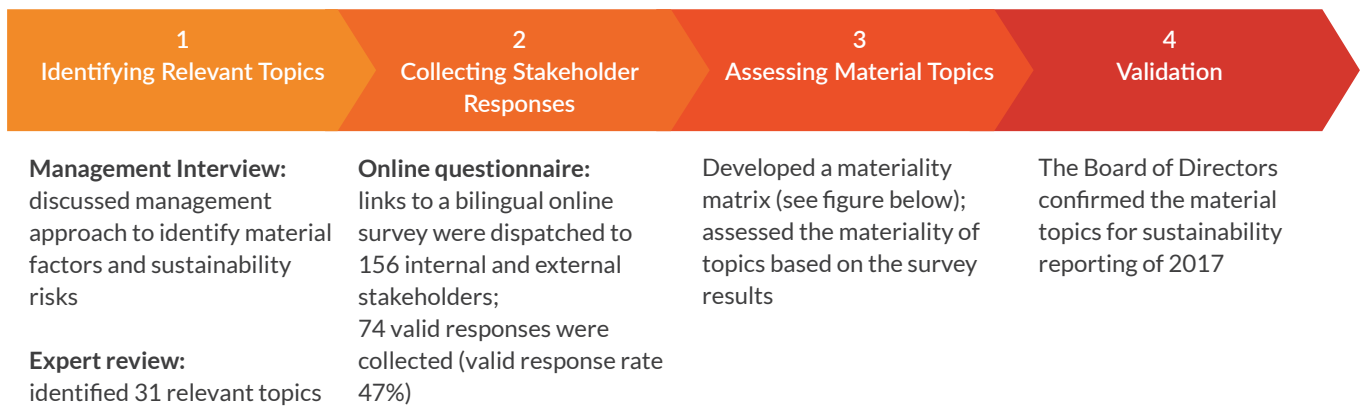 1
Identifying Relevant Topics
2
Collecting Stakeholder
Responses
3
Assessing Material Topics
4
Validation
Management Interview:
discussed management
approach to identify material
factors and sustainability
risks
Expert review:
identified 31 relevant topics
Online questionnaire:
links to a bilingual online
survey were dispatched to
156 internal and external
stakeholders;
74 valid responses were
collected (valid response rate
47%)
Developed a materiality
matrix (see figure below);
assessed the materiality of
topics based on the survey
results
The Board of Directors
confirmed the material
topics for sustainability
reporting of 2017